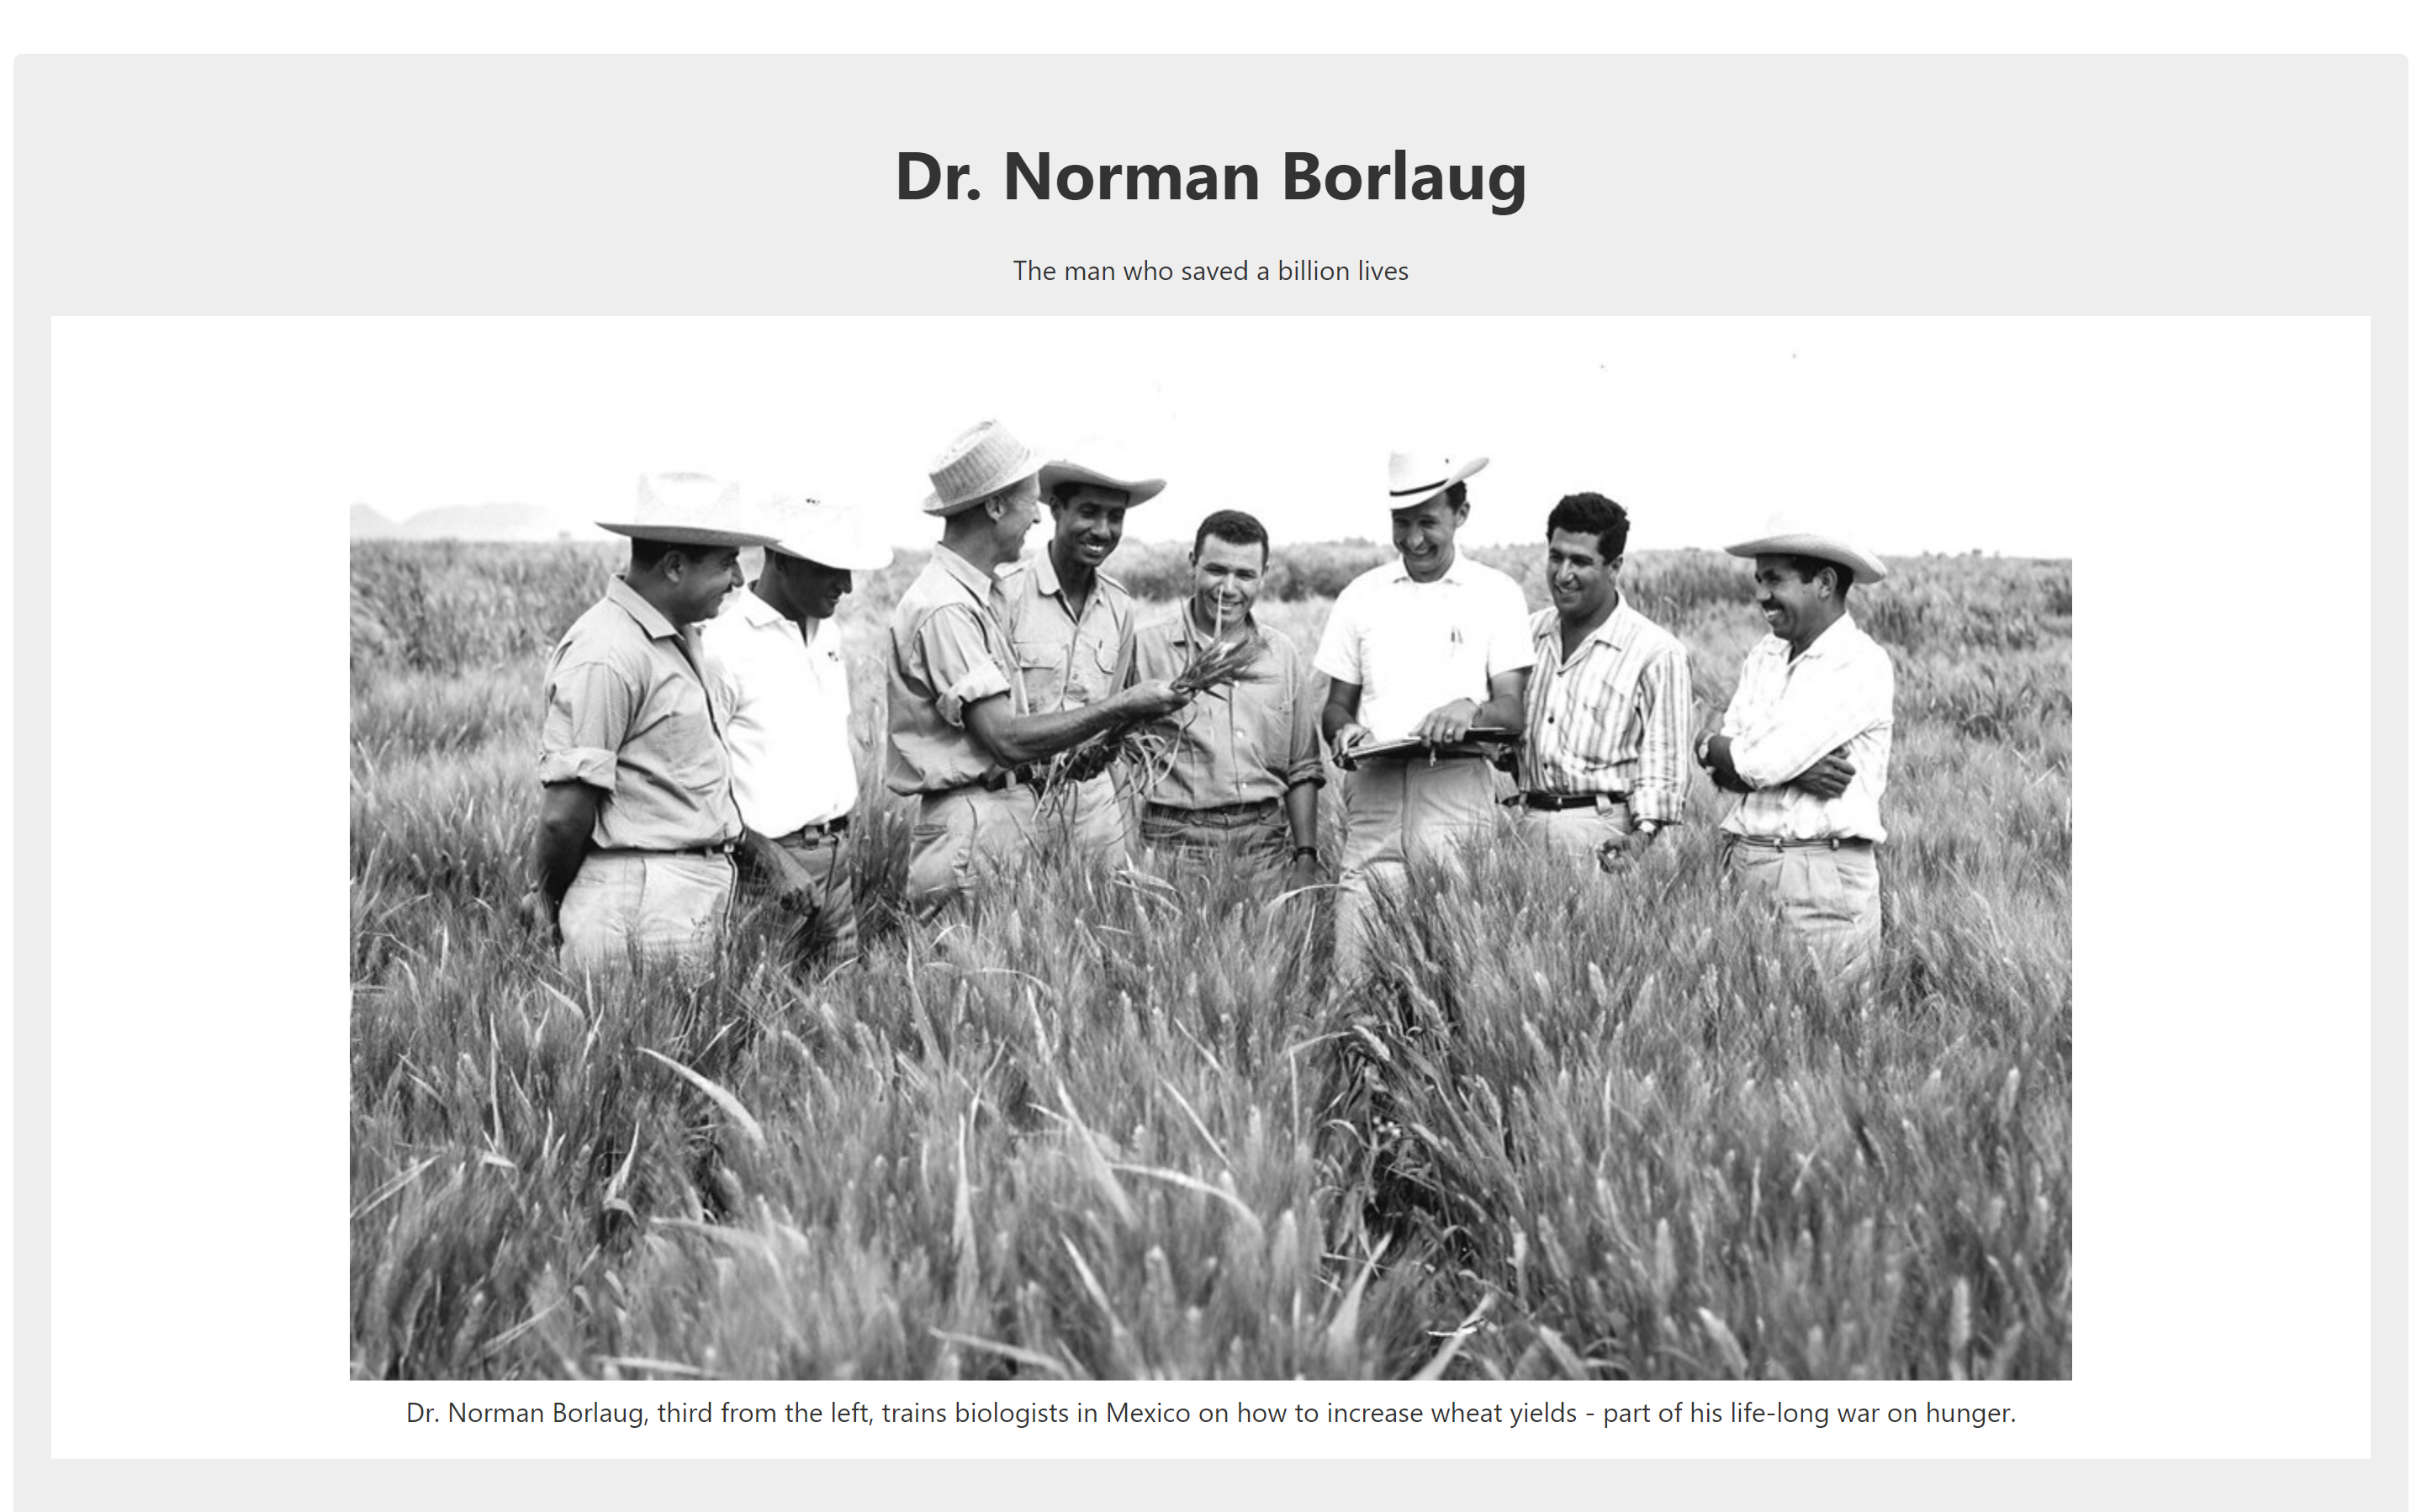 Dr. Norman Borlaug
The man who saved a billion lives
Dr. Norman Borlaug, third from the left, trains biologists in Mexico on how to increase wheat yields - part of his life-long war on hunger.